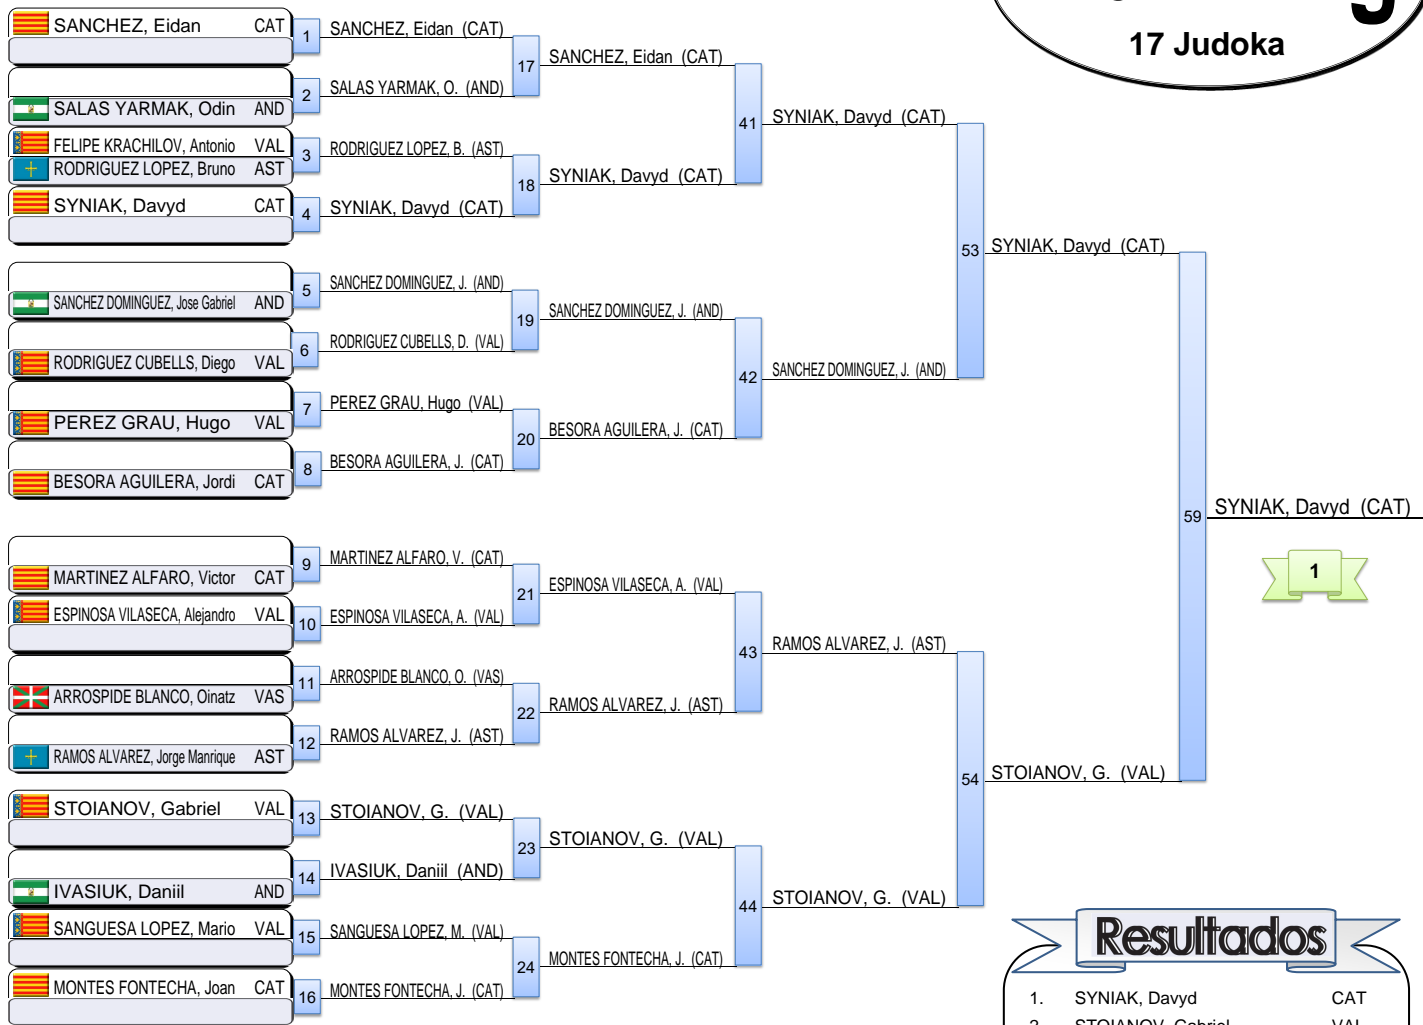 17 Judoka
SANCHEZ, Eidan CAT
SALAS YARMAK, Odin AND
FELIPE KRACHILOV, Antonio VAL
RODRIGUEZ LOPEZ, Bruno AST
SYNIAK, Davyd CAT
SANCHEZ DOMINGUEZ, Jose Gabriel AND
RODRIGUEZ CUBELLS, Diego VAL
PEREZ GRAU, Hugo VAL
BESORA AGUILERA, Jordi CAT
MARTINEZ ALFARO, Victor CAT
ESPINOSA VILASECA, Alejandro VAL
ARROSPIDE BLANCO, Oinatz VAS
RAMOS ALVAREZ, Jorge Manrique AST
STOIANOV, Gabriel VAL
IVASIUK, Daniil AND
SANGUESA LOPEZ, Mario VAL
MONTES FONTECHA, Joan CAT
1 SANCHEZ, Eidan (CAT)
2 SALAS YARMAK, O. (AND)
3 RODRIGUEZ LOPEZ, B. (AST)
4 SYNIAK, Davyd (CAT)
5 SANCHEZ DOMINGUEZ, J. (AND)
6 RODRIGUEZ CUBELLS, D. (VAL)
7 PEREZ GRAU, Hugo (VAL)
8 BESORA AGUILERA, J. (CAT)
9 MARTINEZ ALFARO, V. (CAT)
10 ESPINOSA VILASECA, A. (VAL)
11 ARROSPIDE BLANCO, O. (VAS)
12 RAMOS ALVAREZ, J. (AST)
13 STOIANOV, G. (VAL)
14 IVASIUK, Daniil (AND)
15 SANGUESA LOPEZ, M. (VAL)
16 MONTES FONTECHA, J. (CAT)
17 SANCHEZ, Eidan (CAT)
18 SYNIAK, Davyd (CAT)
19 SANCHEZ DOMINGUEZ, J. (AND)
20 BESORA AGUILERA, J. (CAT)
21 ESPINOSA VILASECA, A. (VAL)
22 RAMOS ALVAREZ, J. (AST)
23 STOIANOV, G. (VAL)
24 MONTES FONTECHA, J. (CAT)
41 SYNIAK, Davyd (CAT)
42 SANCHEZ DOMINGUEZ, J. (AND)
43 RAMOS ALVAREZ, J. (AST)
44 STOIANOV, G. (VAL)
53 SYNIAK, Davyd (CAT)
54 STOIANOV, G. (VAL)
59 SYNIAK, Davyd (CAT)
1
Resultados
1. SYNIAK, Davyd CAT
2. STOIANOV, Gabriel VAL